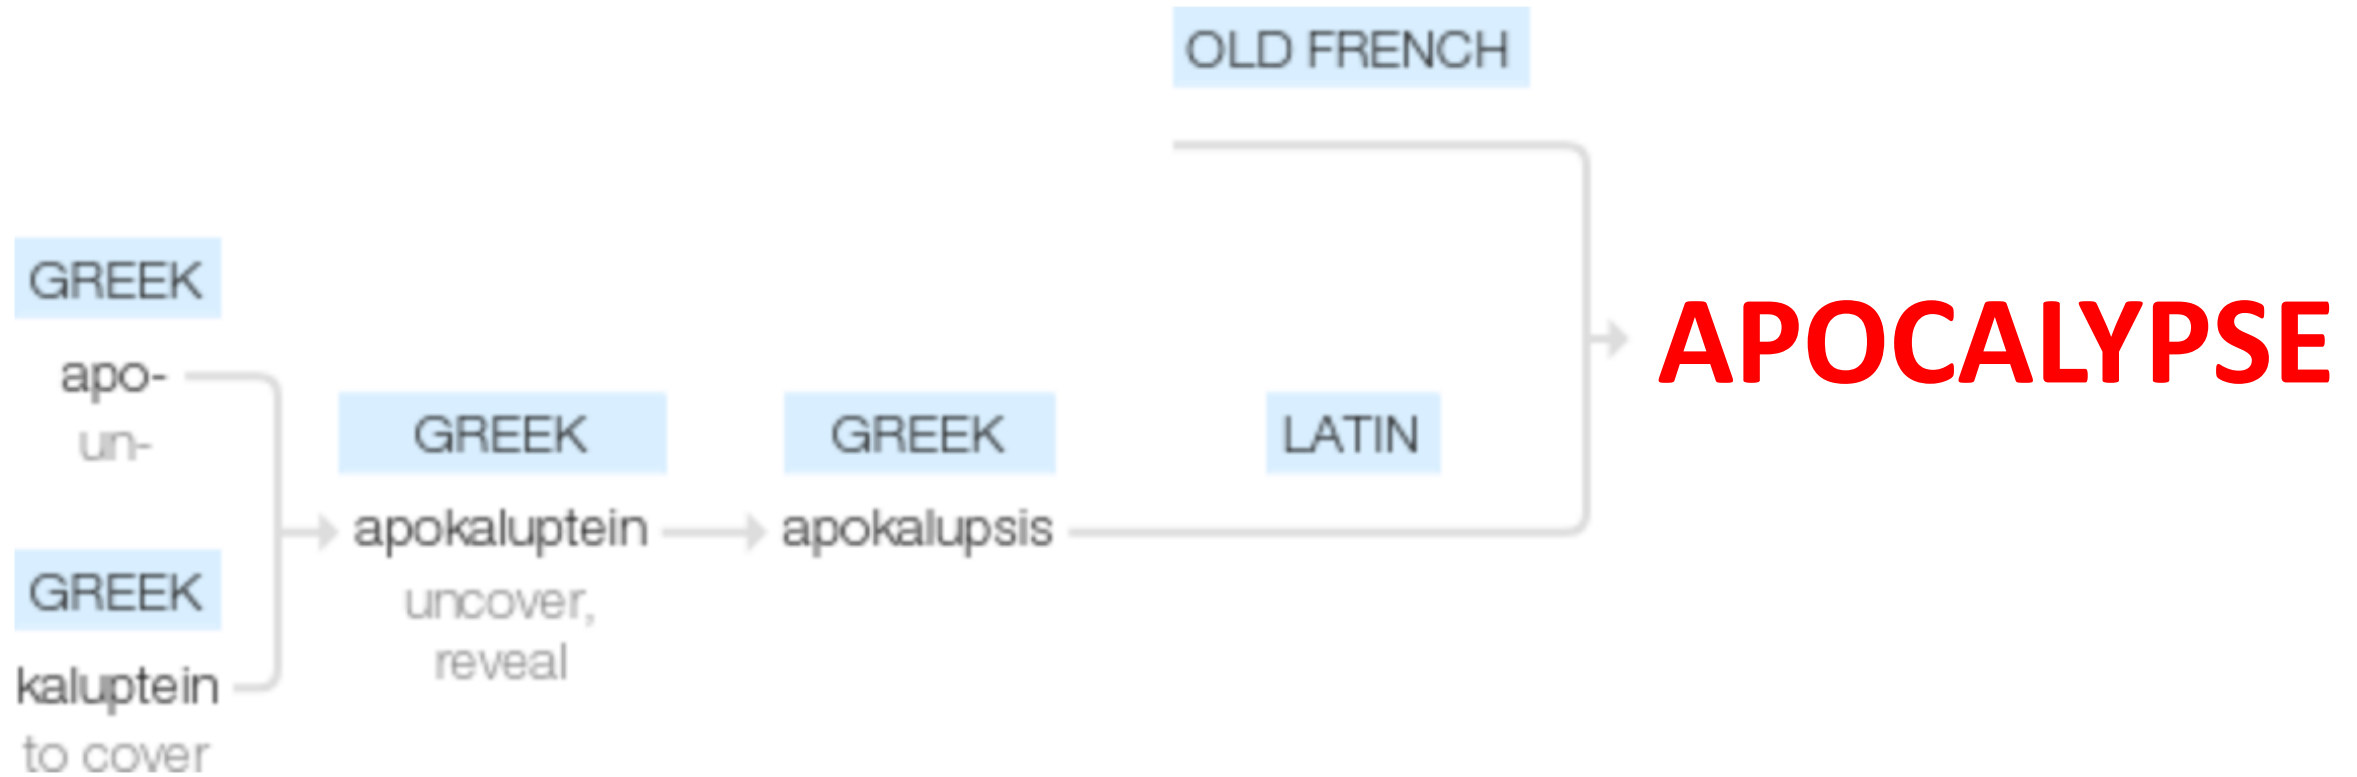 OLD FRENCH
GREEK
apo-
un-
GREEK
kaluptein
to cover
GREEK
apokaluptein
uncover,
reveal
GREEK
apokalupsis
LATIN
APOCALYPSE